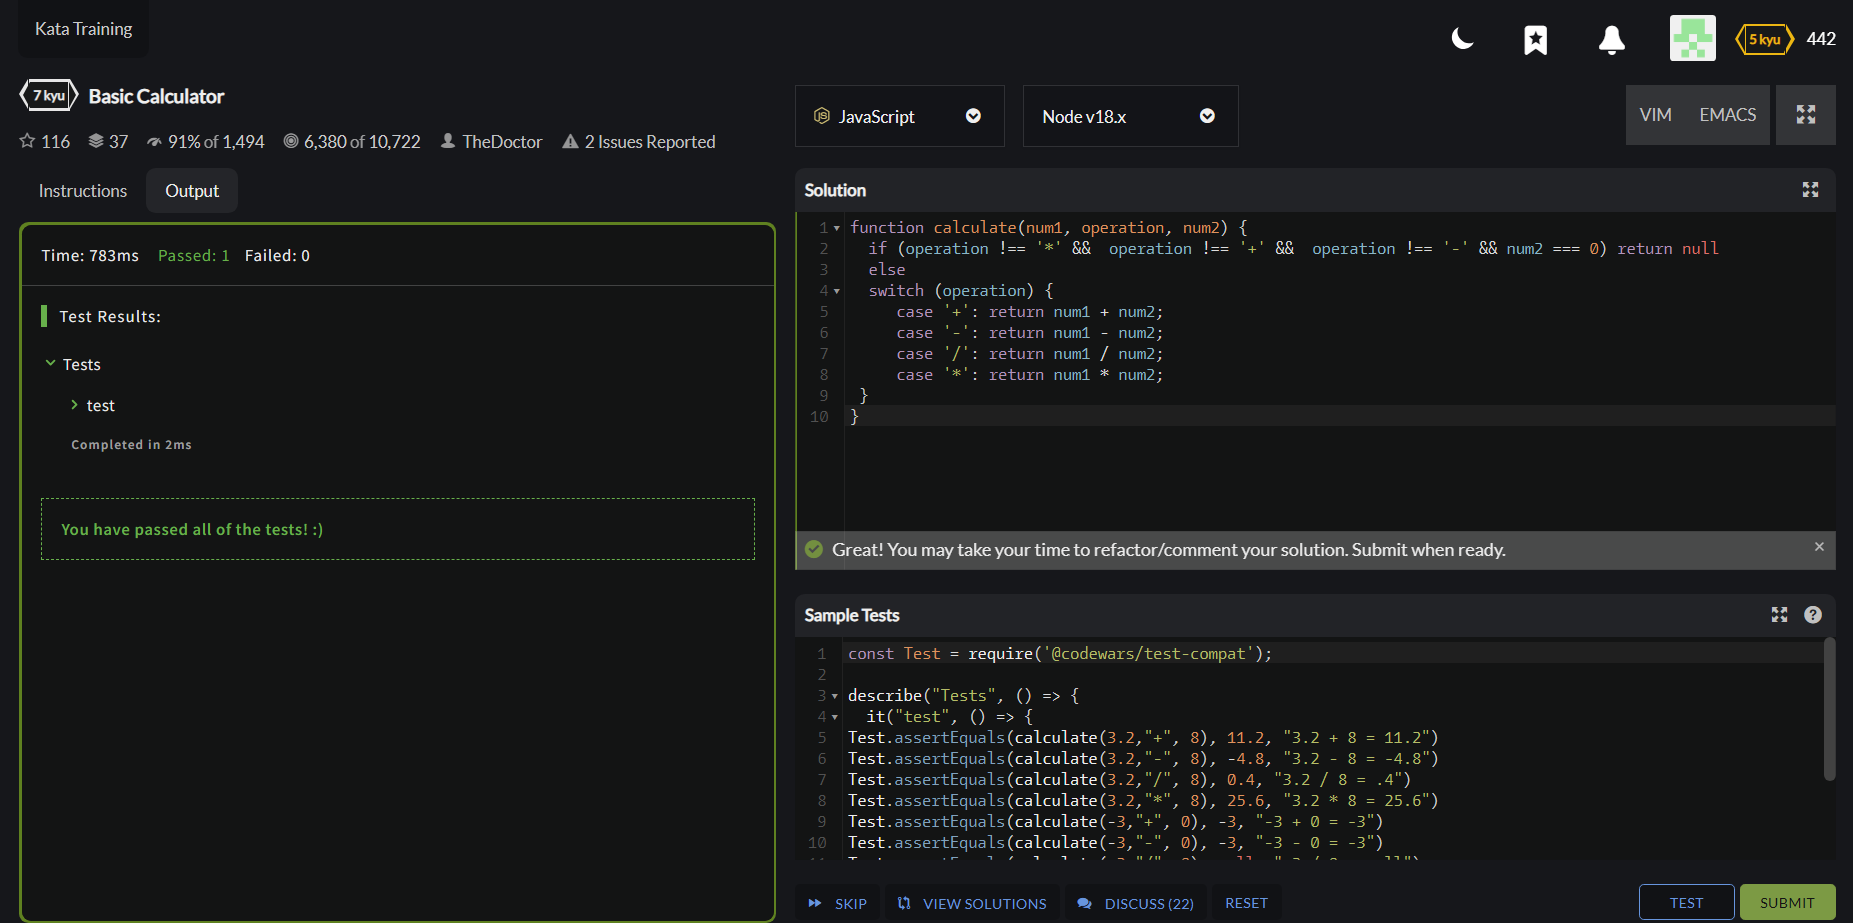 Kata Training
5 kyu 442
7 kyu Basic Calculator
116 37 91% of 1,494 6,380 of 10,722 TheDoctor 2 Issues Reported
Instructions Output
Time: 783ms Passed: 1 Failed: 0
Test Results:
Tests
test
Completed in 2ms
You have passed all of the tests! :)
JavaScript Node v18.x VIM EMACS
Solution
1 function calculate(num1, operation, num2) {
2   if (operation !== '*' &&  operation !== '+' &&  operation !== '-' && num2 === 0) return null
3   else
4   switch (operation) {
5      case '+': return num1 + num2;
6      case '-': return num1 - num2;
7      case '/': return num1 / num2;
8      case '*': return num1 * num2;
9  }
10 }
Great! You may take your time to refactor/comment your solution. Submit when ready.
Sample Tests
1 const Test = require('@codewars/test-compat');
2
3 describe("Tests", () => {
4   it("test", () => {
5 Test.assertEquals(calculate(3.2,"+", 8), 11.2, "3.2 + 8 = 11.2")
6 Test.assertEquals(calculate(3.2,"-", 8), -4.8, "3.2 - 8 = -4.8")
7 Test.assertEquals(calculate(3.2,"/", 8), 0.4, "3.2 / 8 = .4")
8 Test.assertEquals(calculate(3.2,"*", 8), 25.6, "3.2 * 8 = 25.6")
9 Test.assertEquals(calculate(-3,"+", 0), -3, "-3 + 0 = -3")
10 Test.assertEquals(calculate(-3,"-", 0), -3, "-3 - 0 = -3")
SKIP VIEW SOLUTIONS DISCUSS (22) RESET TEST SUBMIT